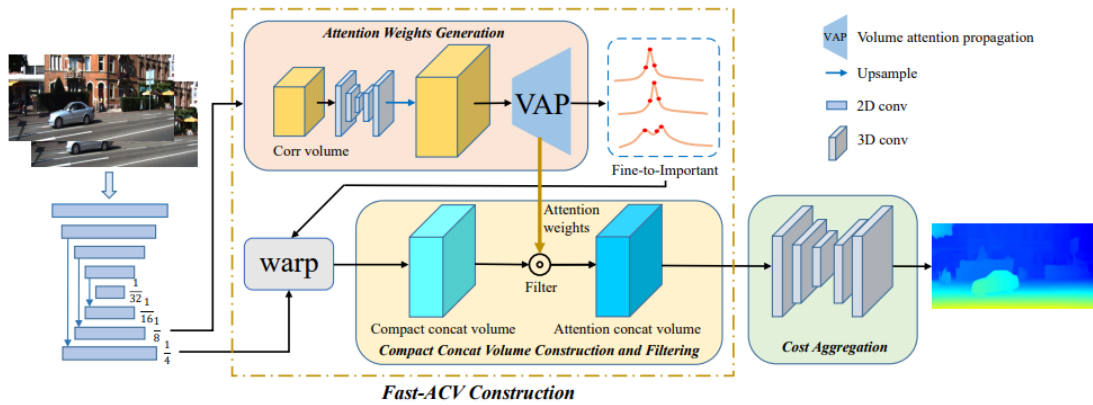 Attention Weights Generation
VAP
Volume attention propagation
Upsample
2D conv
3D conv
VAP
Corr volume
Fine-to-Important
Attention
weights
warp
Filter
Compact concat volume
Attention concat volume
Compact Concat Volume Construction and Filtering
Cost Aggregation
1/32
1/16
1/8
1/4
Fast-ACV Construction